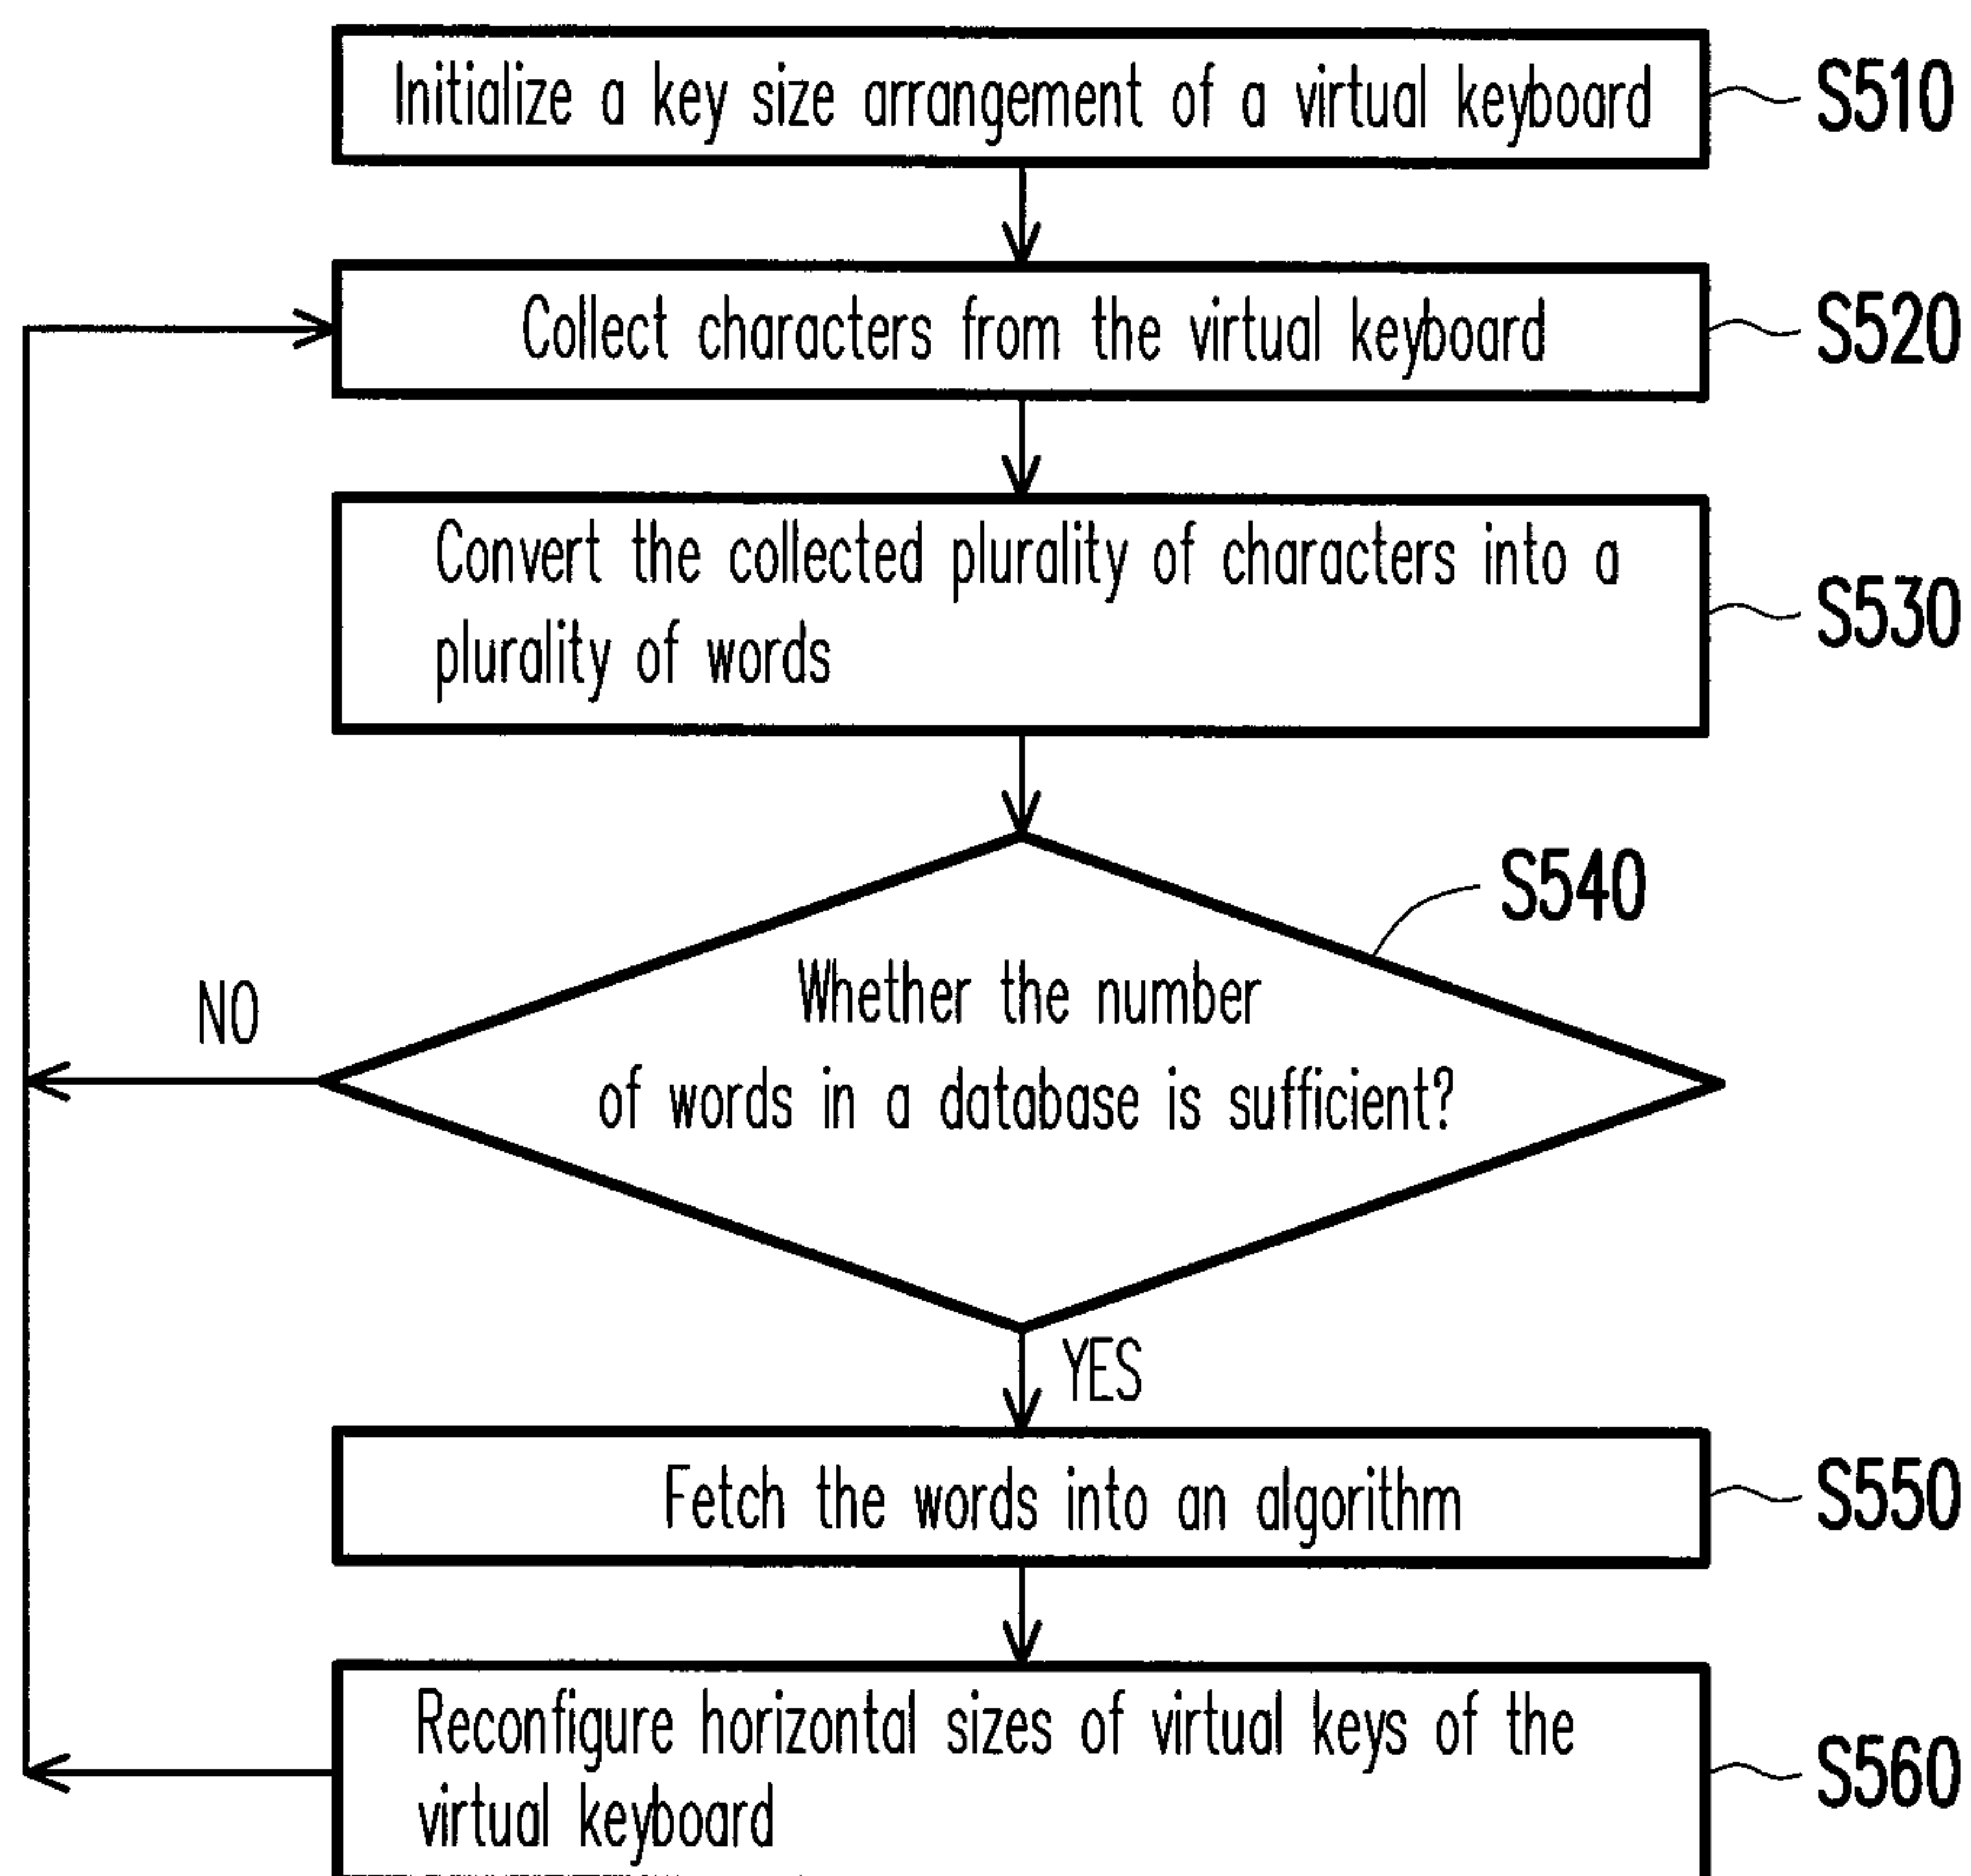 Initialize a key size arrangement of a virtual keyboard
S510
Collect characters from the virtual keyboard
S520
Convert the collected plurality of characters into a
plurality of words
S530
S540
Whether the number
of words in a database is sufficient?
NO
YES
Fetch the words into an algorithm
S550
Reconfigure horizontal sizes of virtual keys of the
virtual keyboard
S560